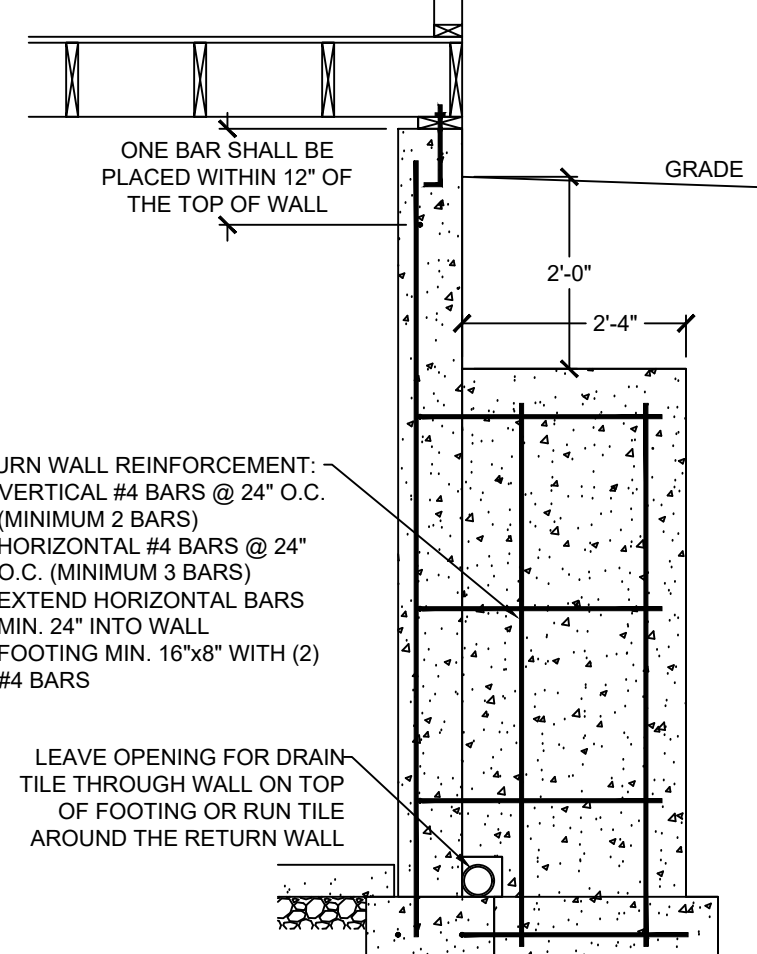 ONE BAR SHALL BE
PLACED WITHIN 12" OF
THE TOP OF WALL
GRADE
2'-0"
2'-4"
URN WALL REINFORCEMENT:
VERTICAL #4 BARS @ 24" O.C.
(MINIMUM 2 BARS)
HORIZONTAL #4 BARS @ 24"
O.C. (MINIMUM 3 BARS)
EXTEND HORIZONTAL BARS
MIN. 24" INTO WALL
FOOTING MIN. 16"x8" WITH (2)
#4 BARS
LEAVE OPENING FOR DRAIN
TILE THROUGH WALL ON TOP
OF FOOTING OR RUN TILE
AROUND THE RETURN WALL